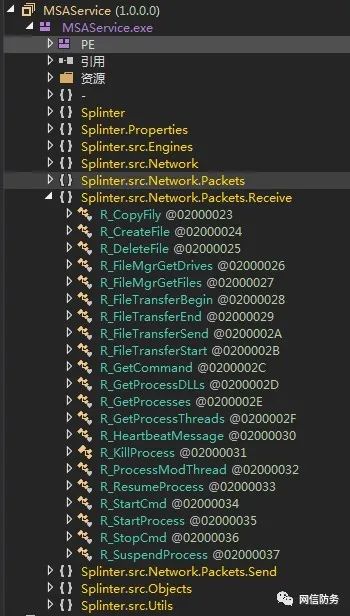 MSAService (1.0.0.0)
MSAService.exe
PE
引用
资源
{ } -
{ } Splinter
{ } Splinter.Properties
{ } Splinter.src.Engines
{ } Splinter.src.Network
{ } Splinter.src.Network.Packets
{ } Splinter.src.Network.Packets.Receive
R_CopyFily @02000023
R_CreateFile @02000024
R_DeleteFile @02000025
R_FileMgrGetDrives @02000026
R_FileMgrGetFiles @02000027
R_FileTransferBegin @02000028
R_FileTransferEnd @02000029
R_FileTransferSend @0200002A
R_FileTransferStart @0200002B
R_GetCommand @0200002C
R_GetProcessDLLs @0200002D
R_GetProcesses @0200002E
R_GetProcessThreads @0200002F
R_HeartbeatMessage @02000030
R_KillProcess @02000031
R_ProcessModThread @02000032
R_ResumeProcess @02000033
R_StartCmd @02000034
R_StartProcess @02000035
R_StopCmd @02000036
R_SuspendProcess @02000037
{ } Splinter.src.Network.Packets.Send
{ } Splinter.src.Objects
{ } Splinter.src.Utils
网信防务